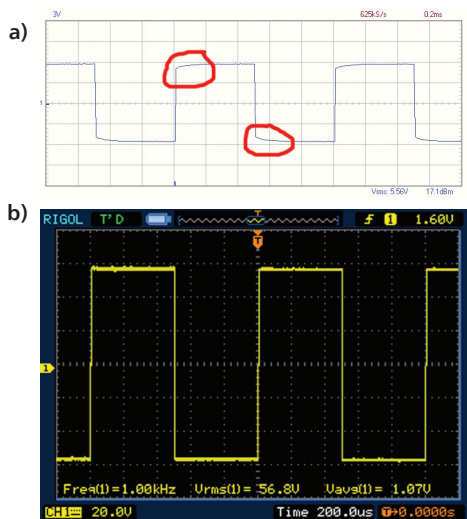 a)
3V 625kS/s 0.2ms
1
Vrms: 5.56V 17.1dBm
b)
RIGOL T'D T f 1 1.60V
T
1
Freq(1)=1.00kHz Vrms(1)=56.8V Vavg(1)=1.07V
CH1 20.0V Time 200.0us T→0.0000s